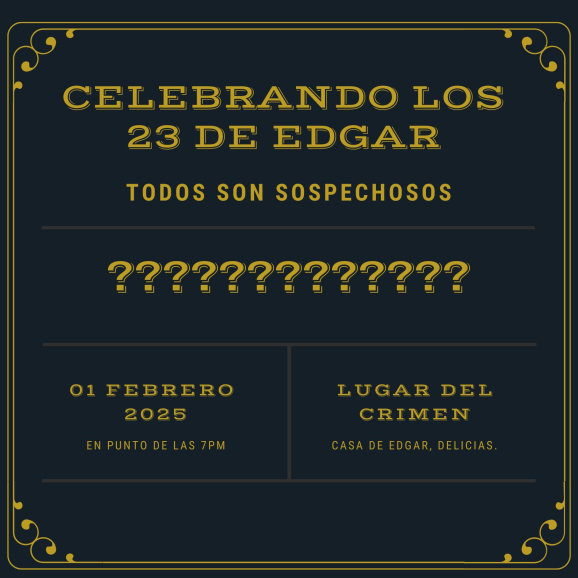 CELEBRANDO LOS
23 DE EDGAR
TODOS SON SOSPECHOSOS
?????????????
01 FEBRERO
2025
EN PUNTO DE LAS 7PM
LUGAR DEL
CRIMEN
CASA DE EDGAR, DELICIAS.